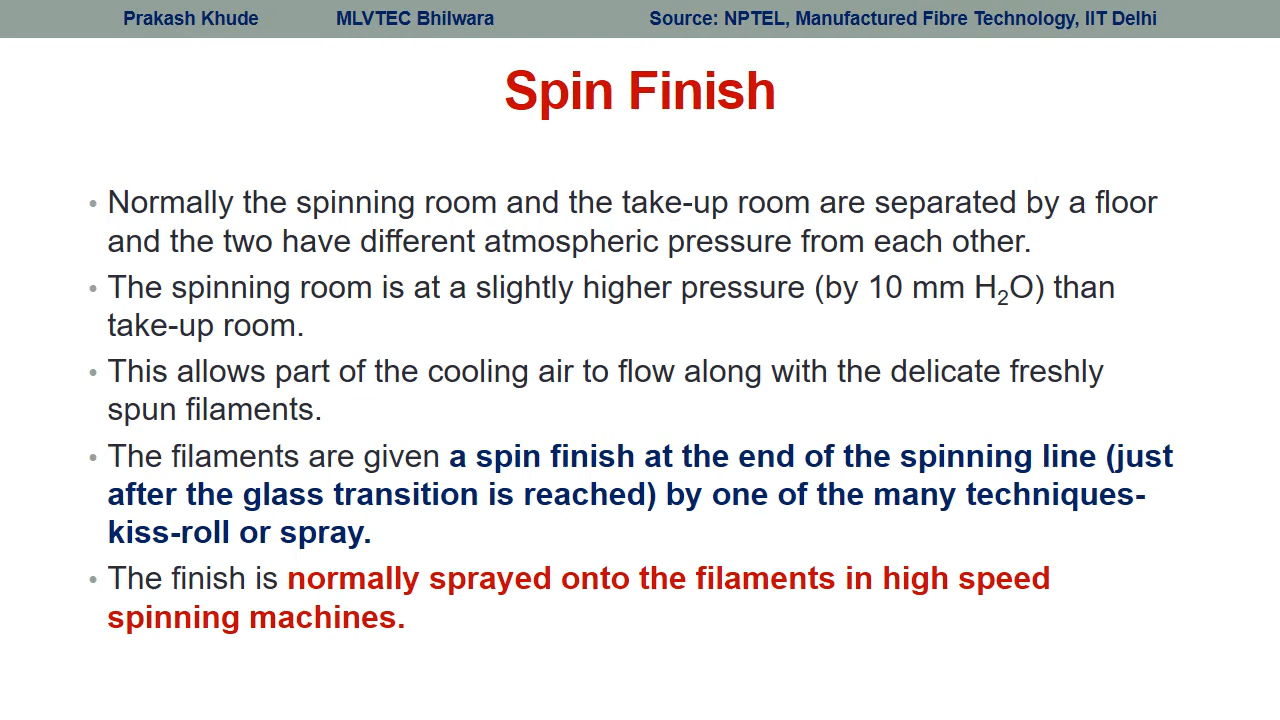 Prakash Khude MLVTEC Bhilwara Source: NPTEL, Manufactured Fibre Technology, IIT Delhi
Spin Finish
• Normally the spinning room and the take-up room are separated by a floor
and the two have different atmospheric pressure from each other.
• The spinning room is at a slightly higher pressure (by 10 mm H₂O) than
take-up room.
• This allows part of the cooling air to flow along with the delicate freshly
spun filaments.
• The filaments are given a spin finish at the end of the spinning line (just
after the glass transition is reached) by one of the many techniques-
kiss-roll or spray.
• The finish is normally sprayed onto the filaments in high speed
spinning machines.